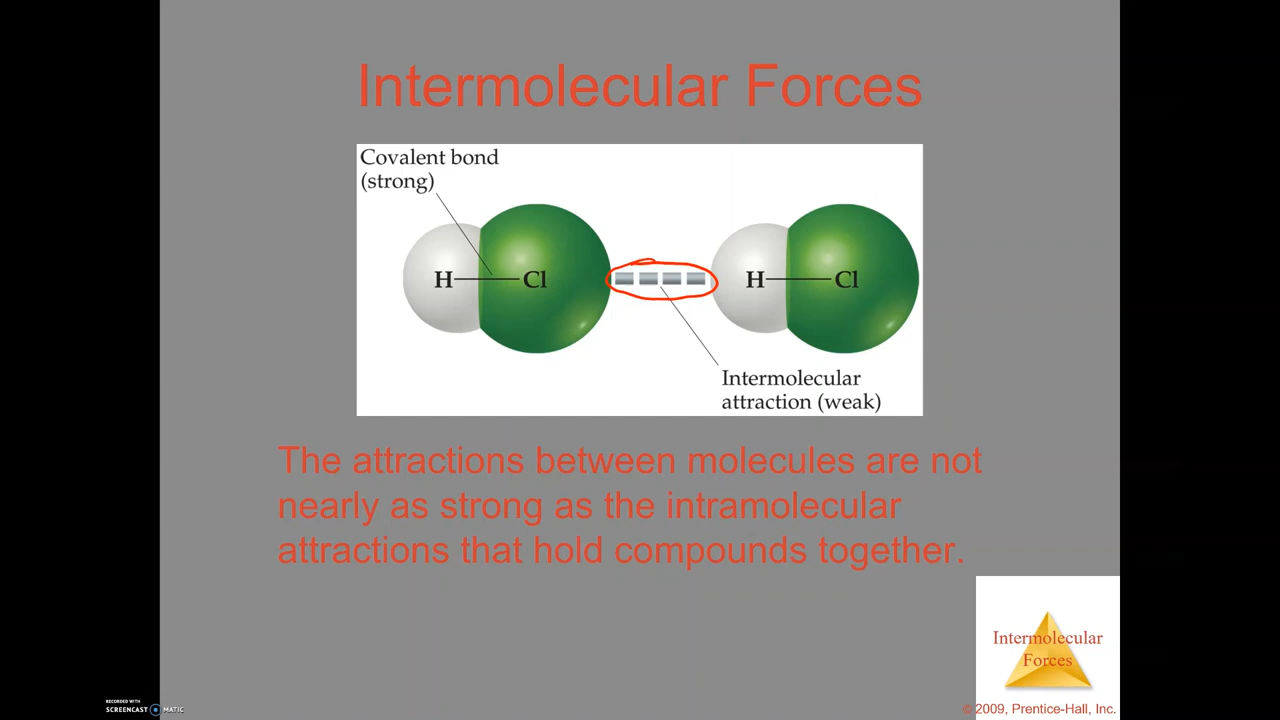 Intermolecular Forces
Covalent bond
(strong)
H Cl
H Cl
Intermolecular
attraction (weak)
The attractions between molecules are not
nearly as strong as the intramolecular
attractions that hold compounds together.
Intermolecular
Forces
© 2009, Prentice-Hall, Inc.
RECORDED WITH
SCREENCAST MATIC